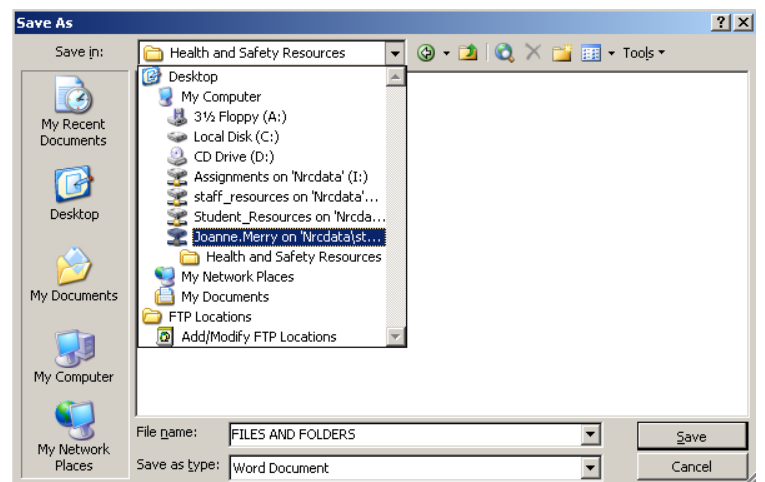 Save As
Save in:
Health and Safety Resources
Tools
My Recent
Documents
Desktop
My Documents
My Computer
My Network
Places
Desktop
My Computer
3½ Floppy (A:)
Local Disk (C:)
CD Drive (D:)
Assignments on 'Nrcdata' (I:)
staff_resources on 'Nrcdata'...
Student_Resources on 'Nrcda...
Joanne.Merry on 'Nrcdata\st...
Health and Safety Resources
My Network Places
My Documents
FTP Locations
Add/Modify FTP Locations
File name:
FILES AND FOLDERS
Save
Save as type:
Word Document
Cancel